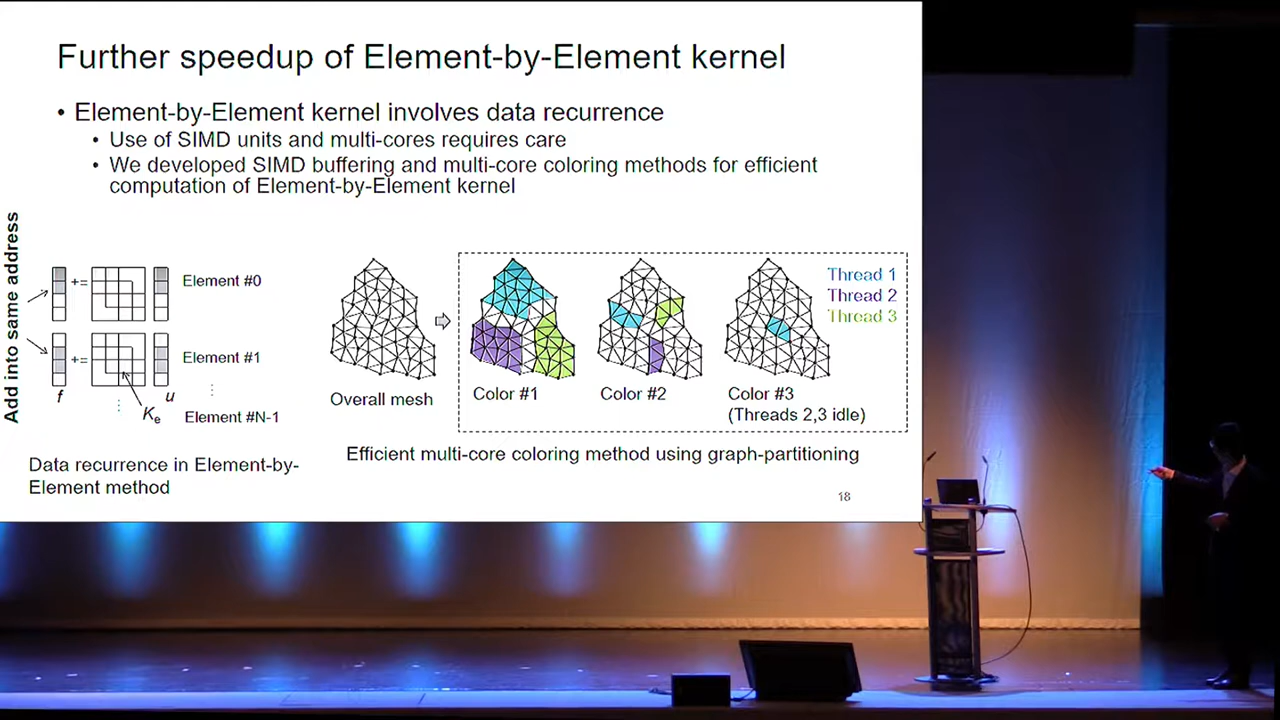 Further speedup of Element-by-Element kernel
• Element-by-Element kernel involves data recurrence
• Use of SIMD units and multi-cores requires care
• We developed SIMD buffering and multi-core coloring methods for efficient
computation of Element-by-Element kernel
Add into same address
+=
Element #0
+=
Element #1
f
u
Ke
Element #N-1
Data recurrence in Element-by-
Element method
Overall mesh
Thread 1
Thread 2
Thread 3
Color #1
Color #2
Color #3
(Threads 2,3 idle)
Efficient multi-core coloring method using graph-partitioning
18